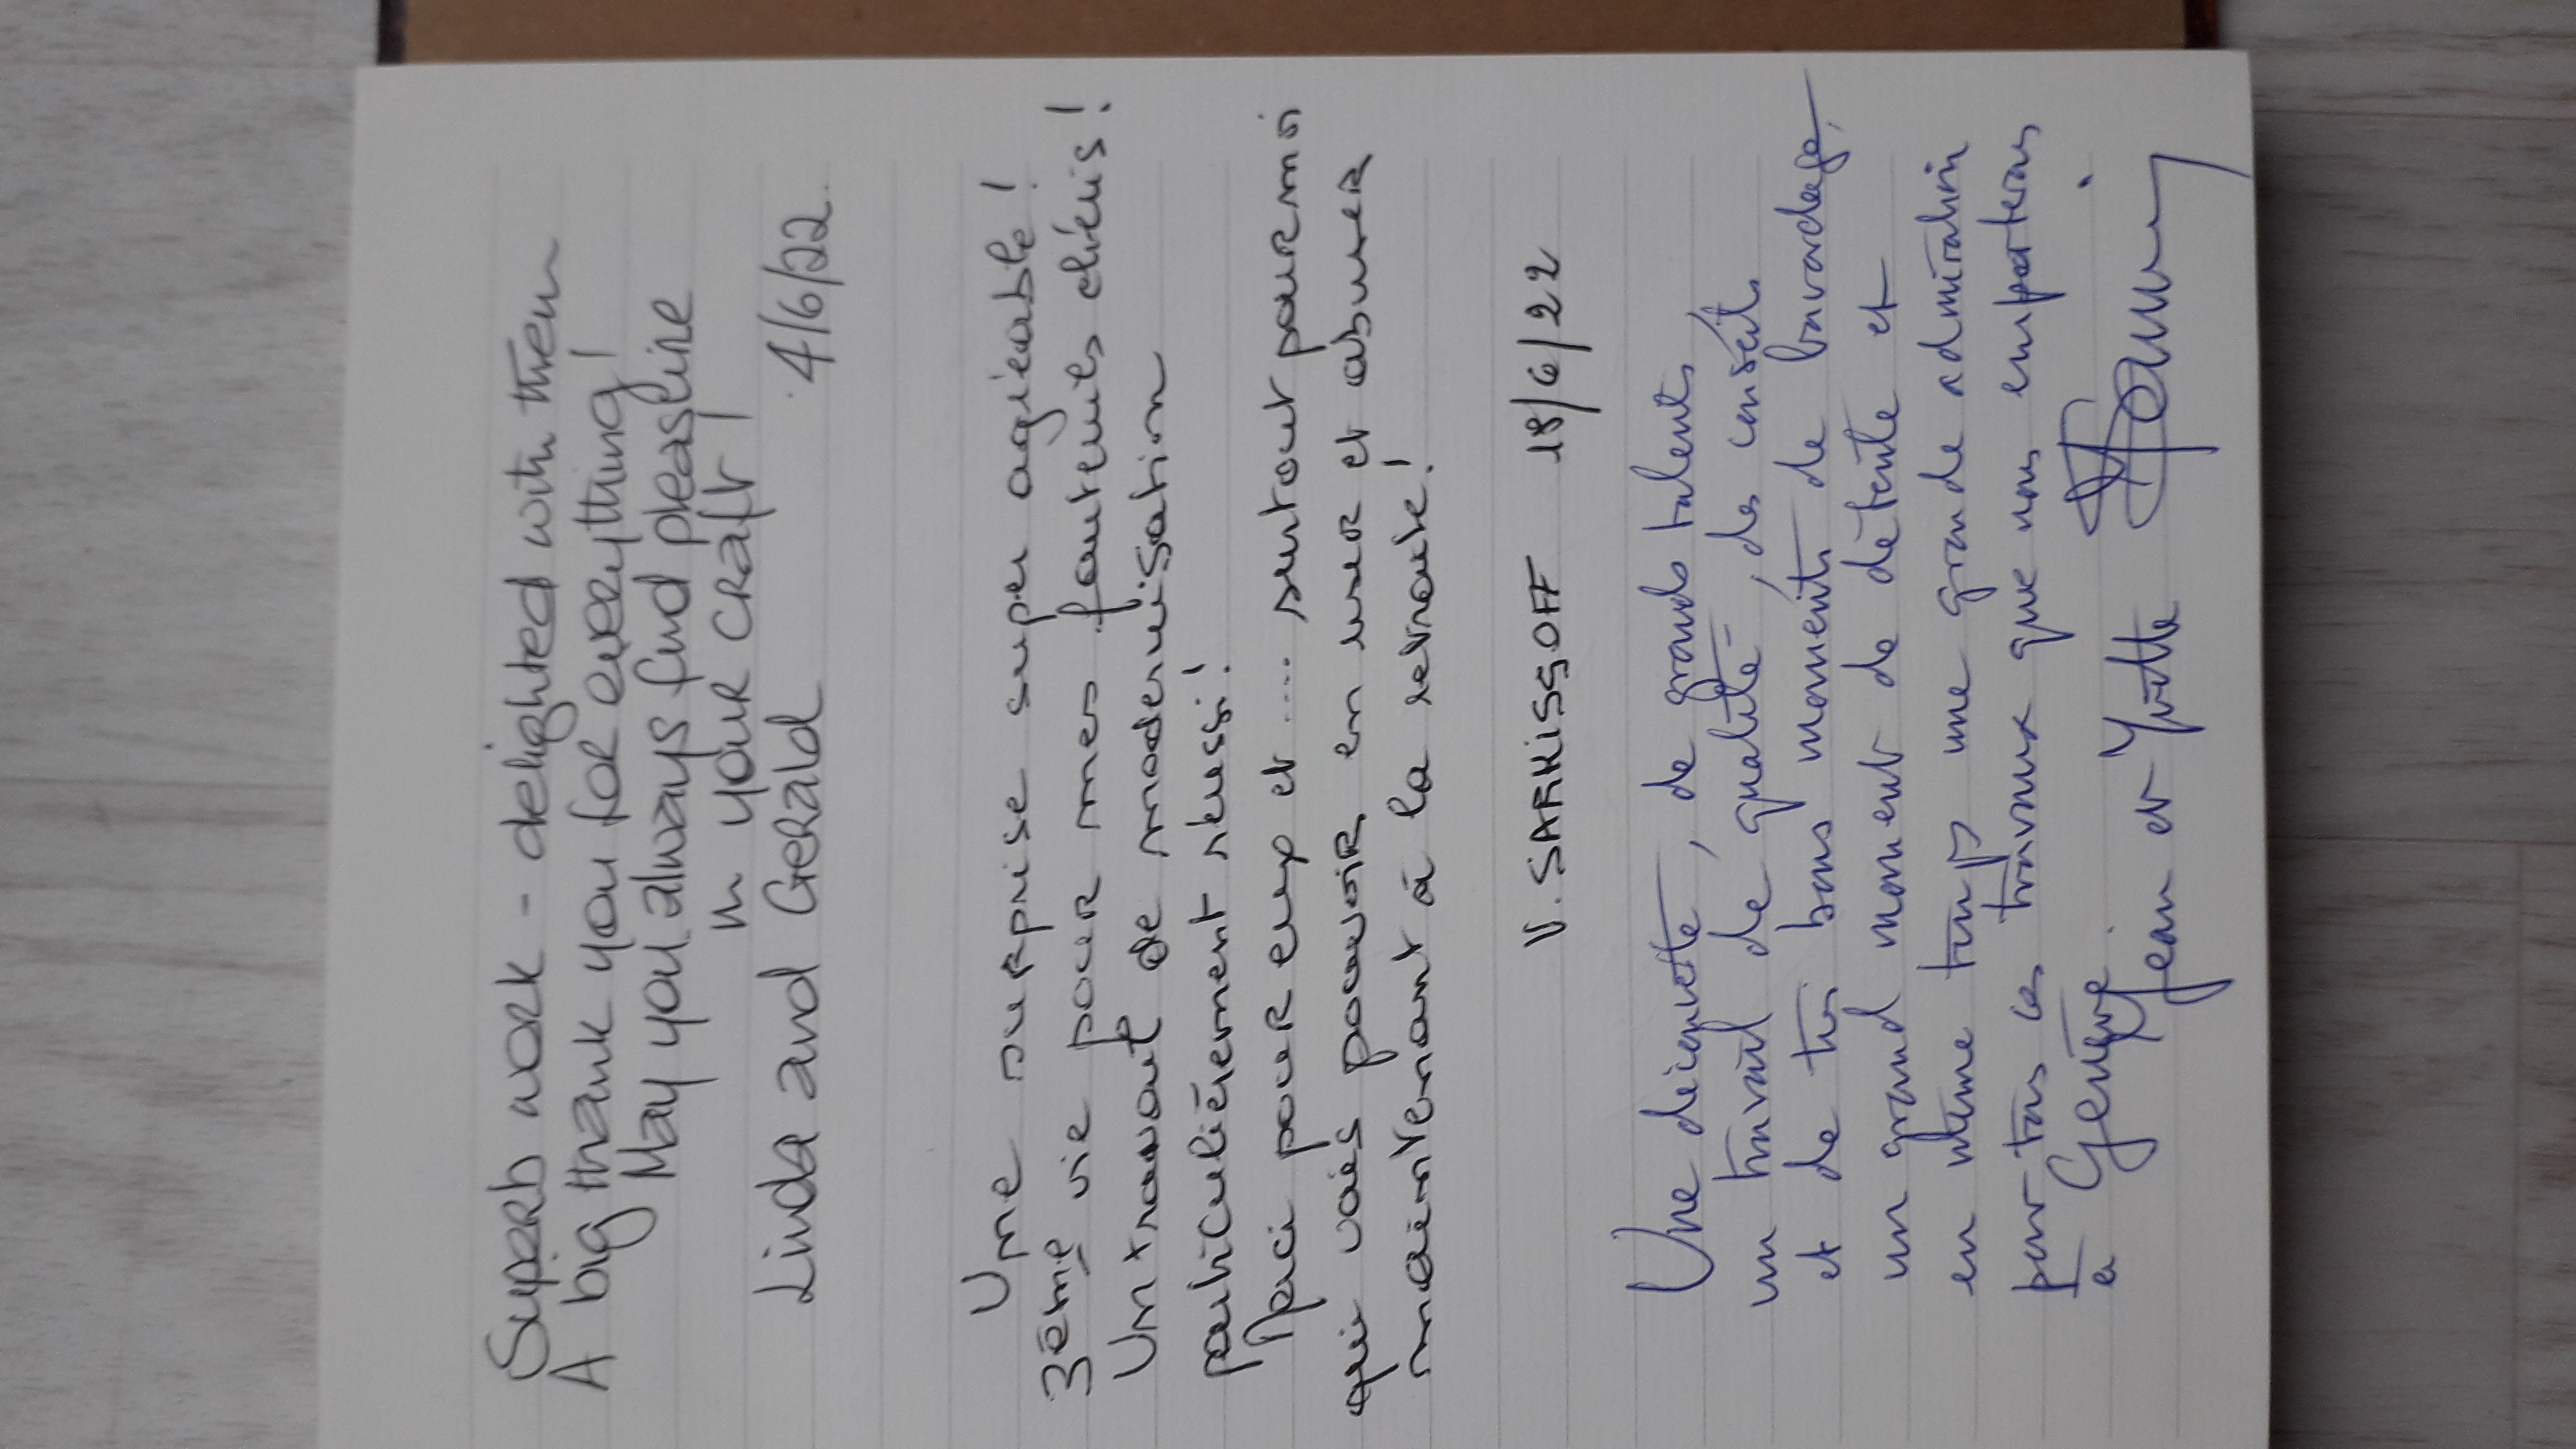 Superb work - delighted with them
A big thank you for everything!
May you always find pleasure
in your craft!
Linda and Gerald 4/6/22.
Une surprise super agréable!
3ème vie pour mes fauteuils chéris!
Un travail de modernisation
particulièrement réussi!
Merci pour eux et .... surtout pour moi
qui vais pouvoir en user et abuser
maintenant à la retraite!
V. SARKISSOFF 18/6/22
Une découverte, de grands talents,
un travail de qualité, des conseils
et de très bons moments de bavardage,
un grand moment de détente et
en même temps une grande admiration
pour tous ces travaux que nous emporterons
à Genève.
Jean et Yvette